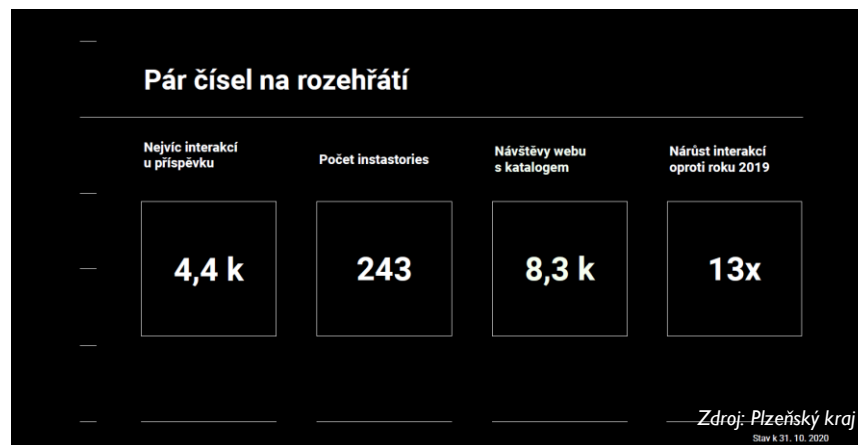 Pár čísel na rozehřátí
Nejvíc interakcí
u příspěvku
Počet instastories
Návštěvy webu
s katalogem
Nárůst interakcí
oproti roku 2019
4,4 k
243
8,3 k
13x
Zdroj: Plzeňský kraj
Stav k 31. 10. 2020